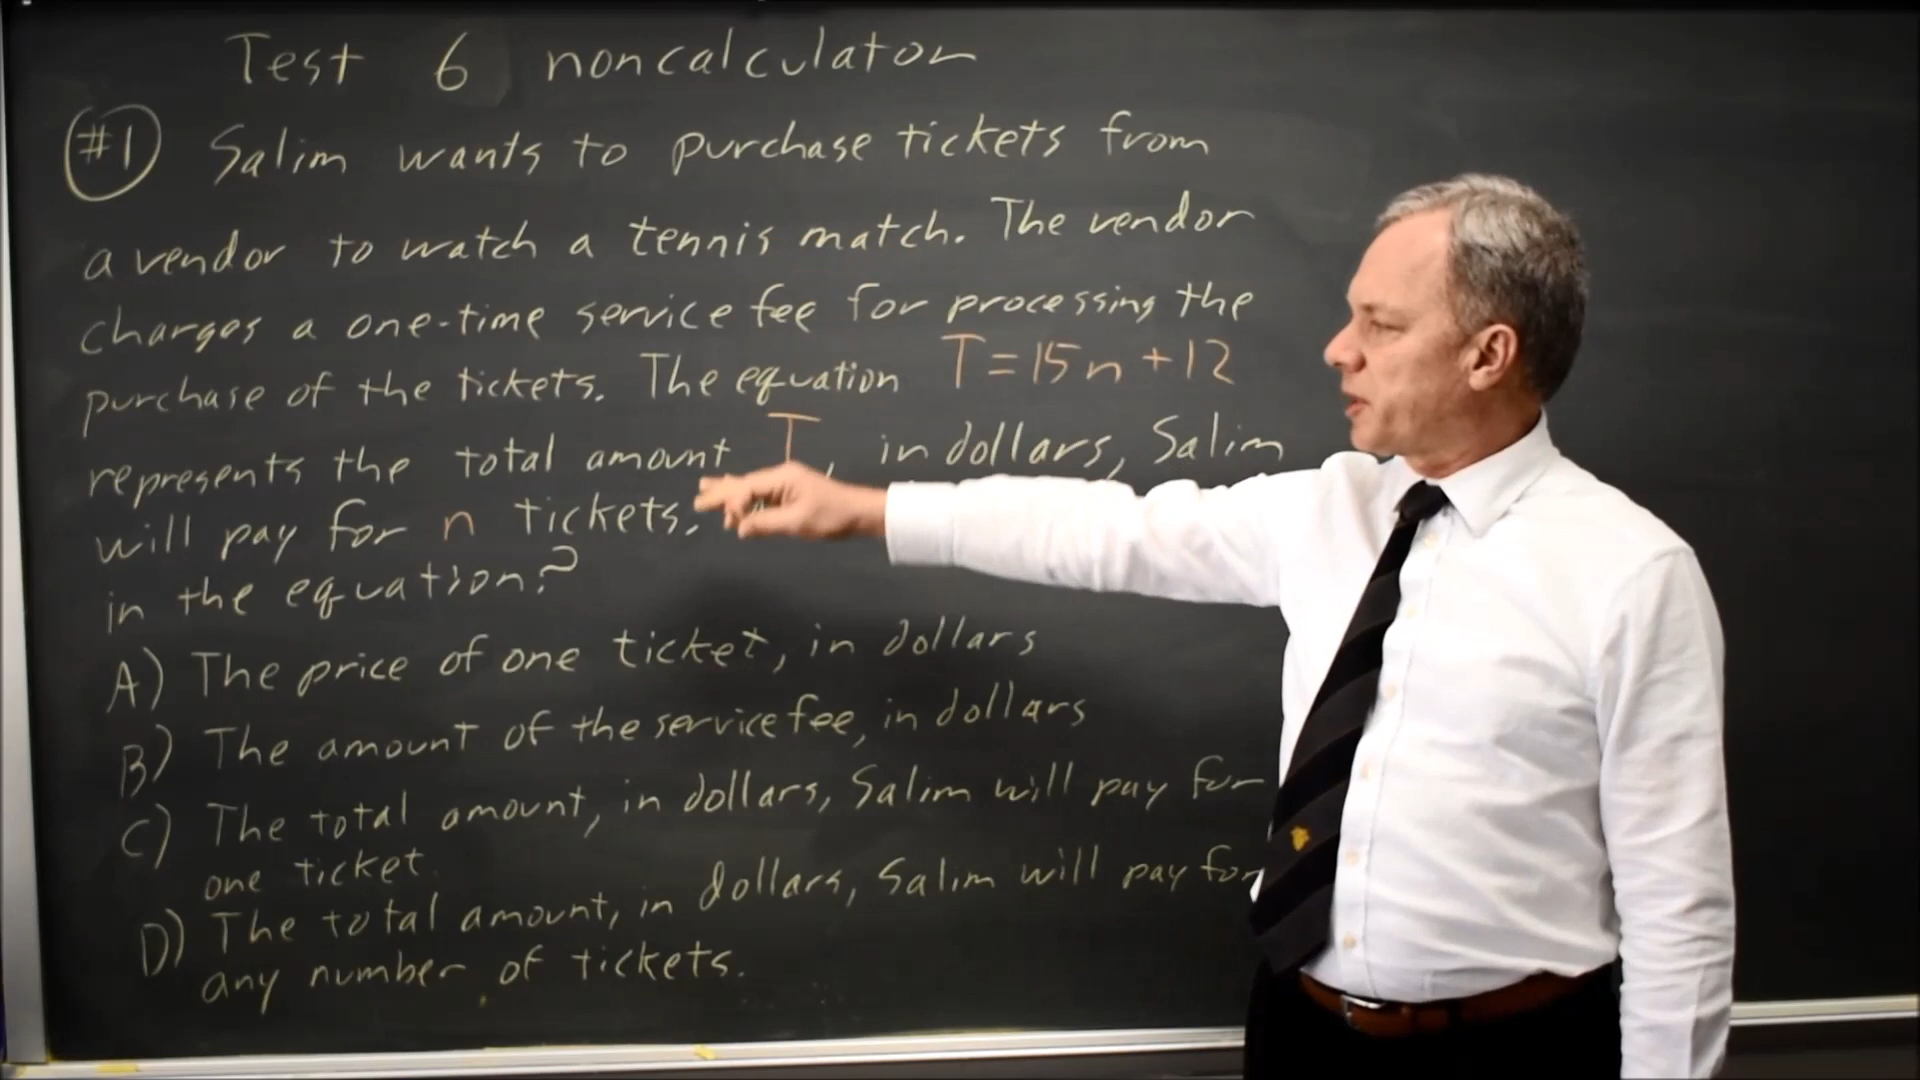 Test 6 noncalculator
#1 Salim wants to purchase tickets from
a vendor to watch a tennis match. The vendor
charges a one-time service fee for processing the
purchase of the tickets. The equation T=15n+12
represents the total amount T, in dollars, Salim
will pay for n tickets.
in the equation?
A) The price of one ticket, in dollars
B) The amount of the service fee, in dollars
C) The total amount, in dollars, Salim will pay for
one ticket.
D) The total amount, in dollars, Salim will pay for
any number of tickets.